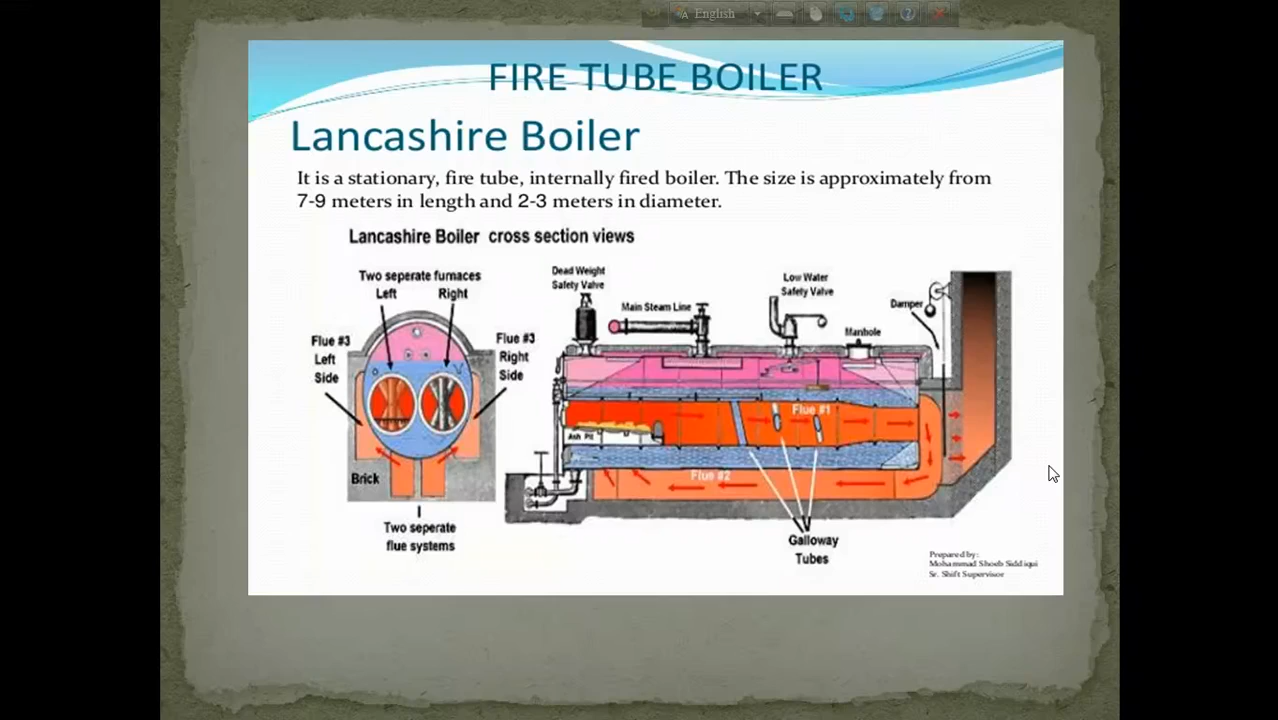 English
FIRE TUBE BOILER
Lancashire Boiler
It is a stationary, fire tube, internally fired boiler. The size is approximately from
7-9 meters in length and 2-3 meters in diameter.
Lancashire Boiler cross section views
Two seperate furnaces
Left Right
Flue #3
Left
Side
Flue #3
Right
Side
Brick
Two seperate
flue systems
Dead Weight
Safety Valve
Main Steam Line
Low Water
Safety Valve
Manhole
Damper
Flue #1
Ash Pit
Flue #2
Galloway
Tubes
Prepared by:
Mohammad Shoeb Siddiqui
Sr. Shift Supervisor